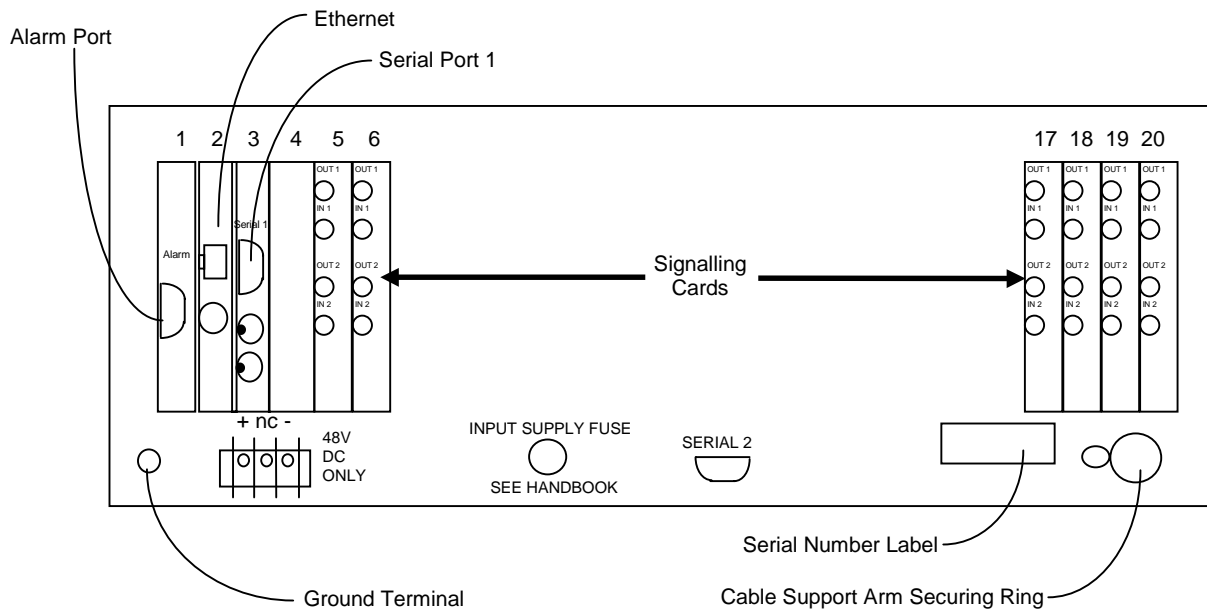 Ethernet
Alarm Port
Serial Port 1
1 2 3 4 5 6 17 18 19 20
OUT 1 OUT 1 OUT 1 OUT 1 OUT 1 OUT 1
IN 1 IN 1 IN 1 IN 1 IN 1 IN 1
Serial 1
Alarm
OUT 2 OUT 2 OUT 2 OUT 2 OUT 2 OUT 2
Signalling
Cards
IN 2 IN 2 IN 2 IN 2 IN 2 IN 2
+ nc -
48V
DC
ONLY
INPUT SUPPLY FUSE
SEE HANDBOOK
SERIAL 2
Serial Number Label
Ground Terminal
Cable Support Arm Securing Ring